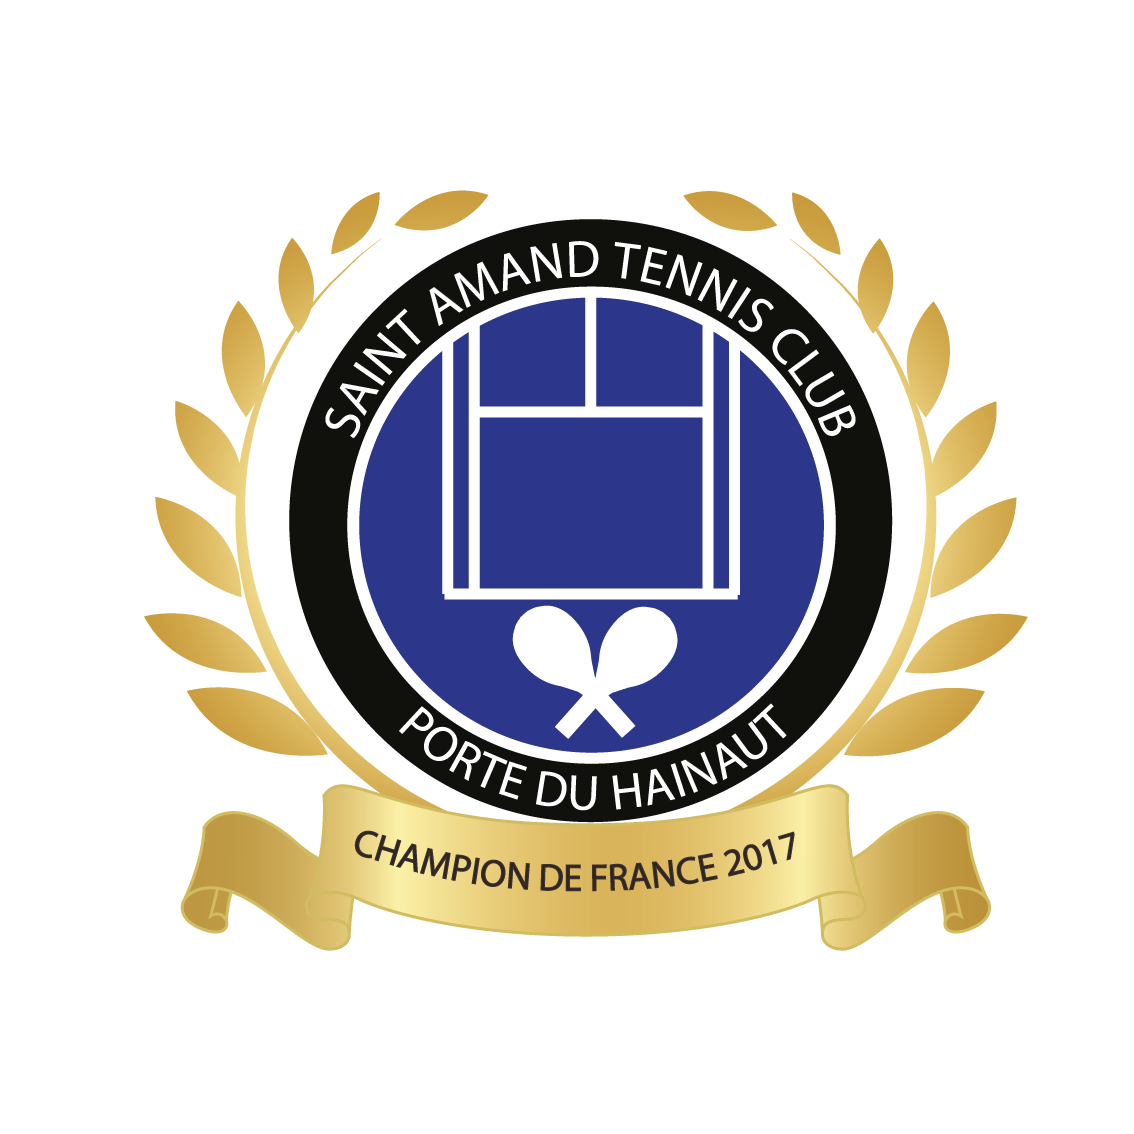 SAINT AMAND TENNIS CLUB
PORTE DU HAINAUT
CHAMPION DE FRANCE 2017